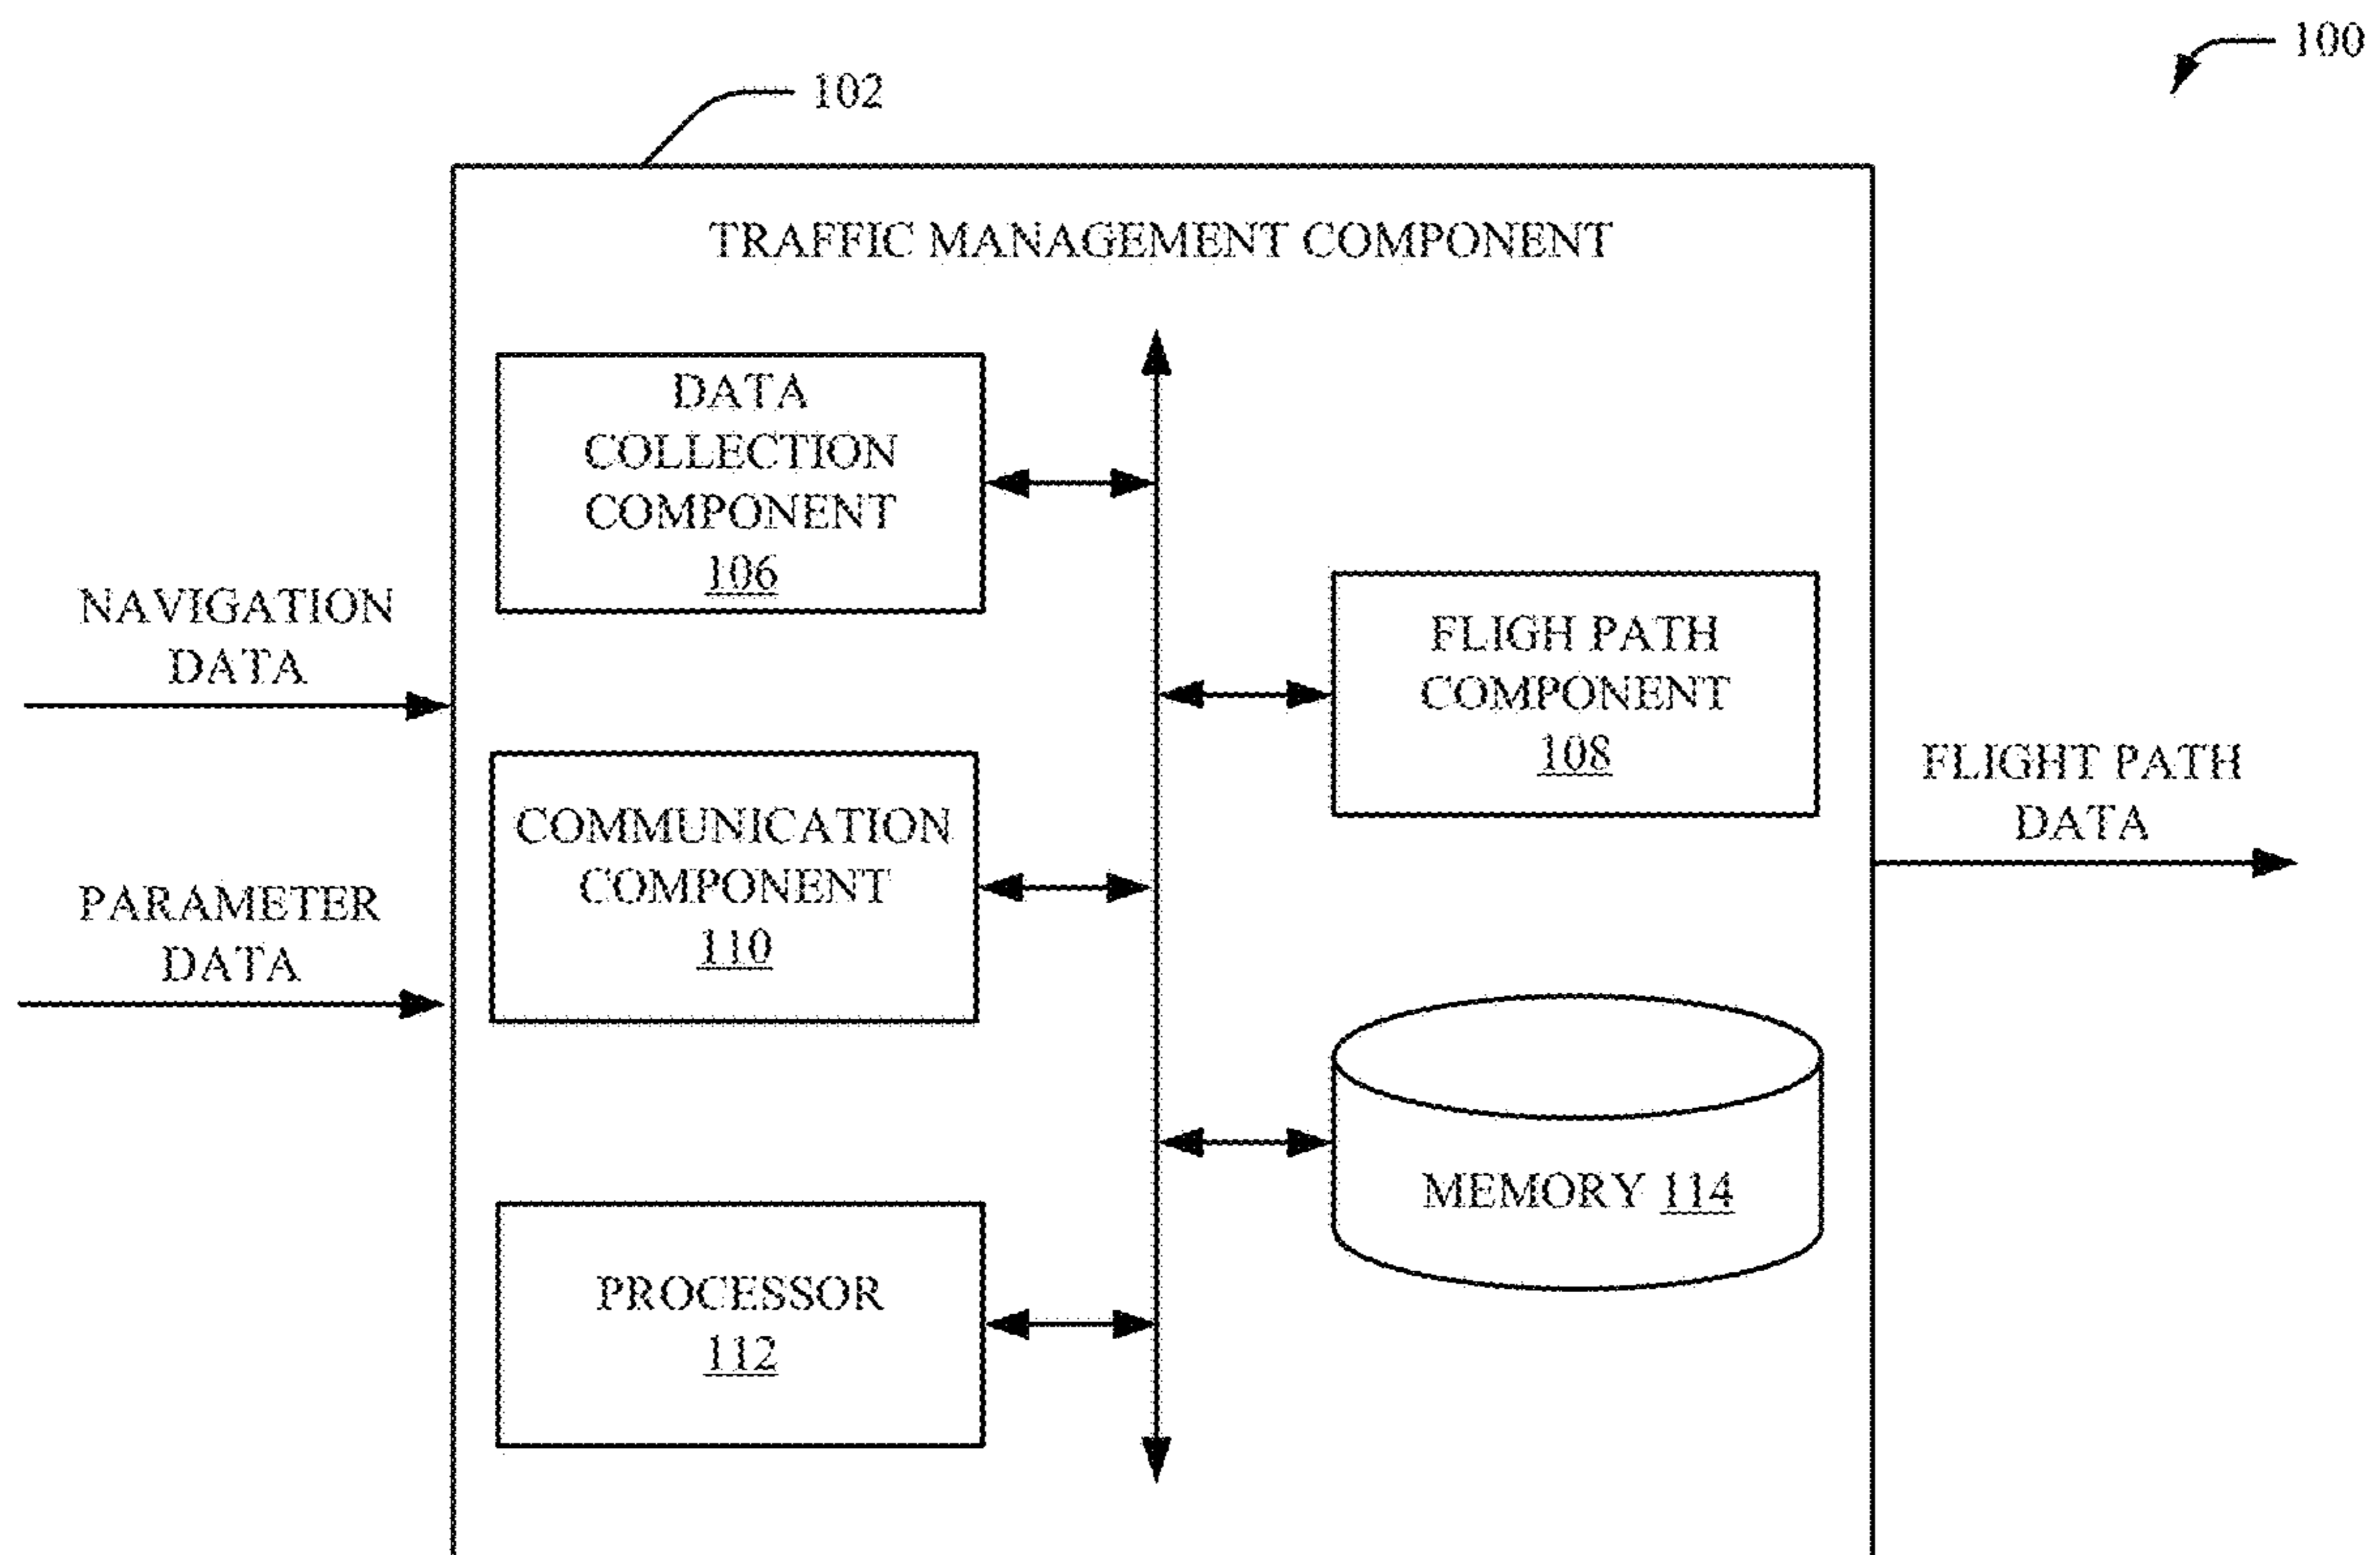 100
102
TRAFFIC MANAGEMENT COMPONENT
DATA
COLLECTION
COMPONENT
106
NAVIGATION
DATA
FLIGH PATH
COMPONENT
108
FLIGHT PATH
DATA
COMMUNICATION
COMPONENT
110
PARAMETER
DATA
MEMORY 114
PROCESSOR
112